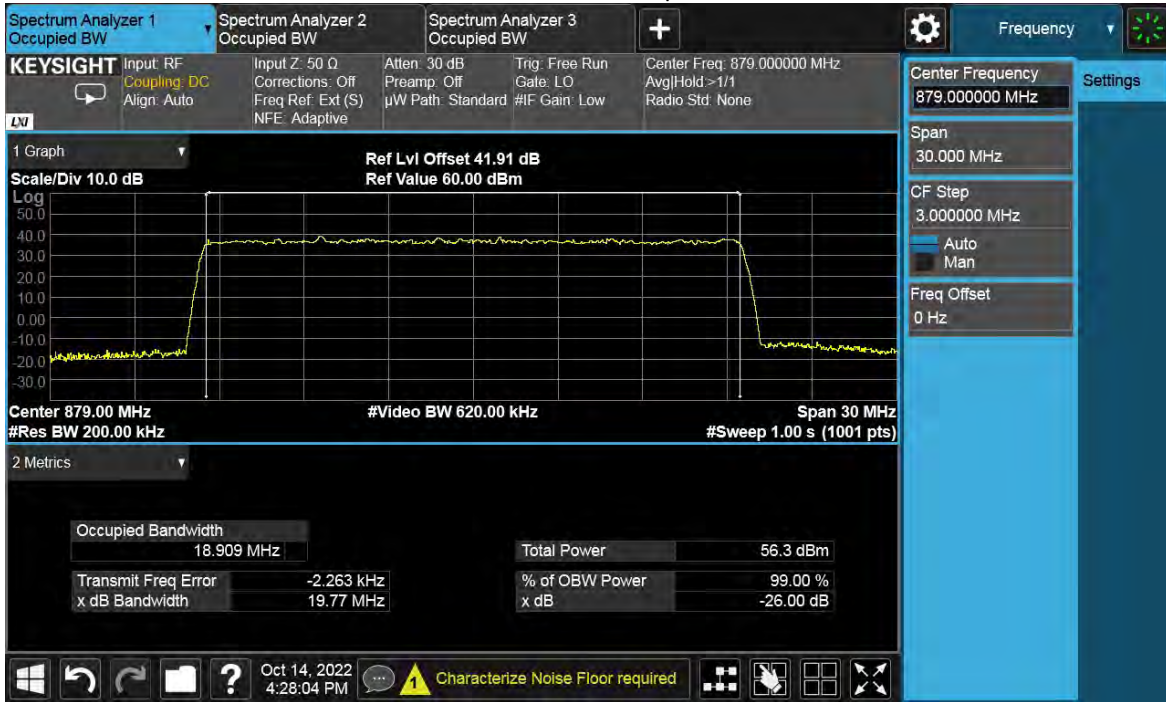 Spectrum Analyzer 1
Occupied BW
Spectrum Analyzer 2
Occupied BW
Spectrum Analyzer 3
Occupied BW
+
Frequency
KEYSIGHT
LXI
Input: RF
Coupling: DC
Align: Auto
Input Z: 50 Ω
Corrections: Off
Freq Ref: Ext (S)
NFE: Adaptive
Atten: 30 dB
Preamp: Off
µW Path: Standard
Trig: Free Run
Gate: LO
#IF Gain: Low
Center Freq: 879.000000 MHz
Avg|Hold:>1/1
Radio Std: None
Center Frequency
879.000000 MHz
Settings
Span
30.000 MHz
CF Step
3.000000 MHz
Auto
Man
Freq Offset
0 Hz
1 Graph
Scale/Div 10.0 dB
Ref Lvl Offset 41.91 dB
Ref Value 60.00 dBm
Log
50.0
40.0
30.0
20.0
10.0
0.00
-10.0
-20.0
-30.0
Center 879.00 MHz
#Video BW 620.00 kHz
Span 30 MHz
#Res BW 200.00 kHz
#Sweep 1.00 s (1001 pts)
2 Metrics
Occupied Bandwidth
18.909 MHz
Total Power 56.3 dBm
Transmit Freq Error -2.263 kHz
% of OBW Power 99.00 %
x dB Bandwidth 19.77 MHz
x dB -26.00 dB
?
Oct 14, 2022
4:28:04 PM
1
Characterize Noise Floor required